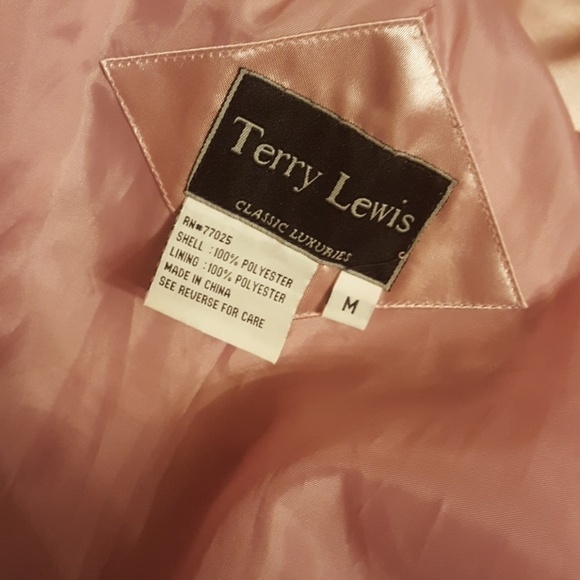 Terry Lewis
CLASSIC LUXURIES
RN#77025
SHELL :100% POLYESTER
LINING :100% POLYESTER
MADE IN CHINA
SEE REVERSE FOR CARE
M